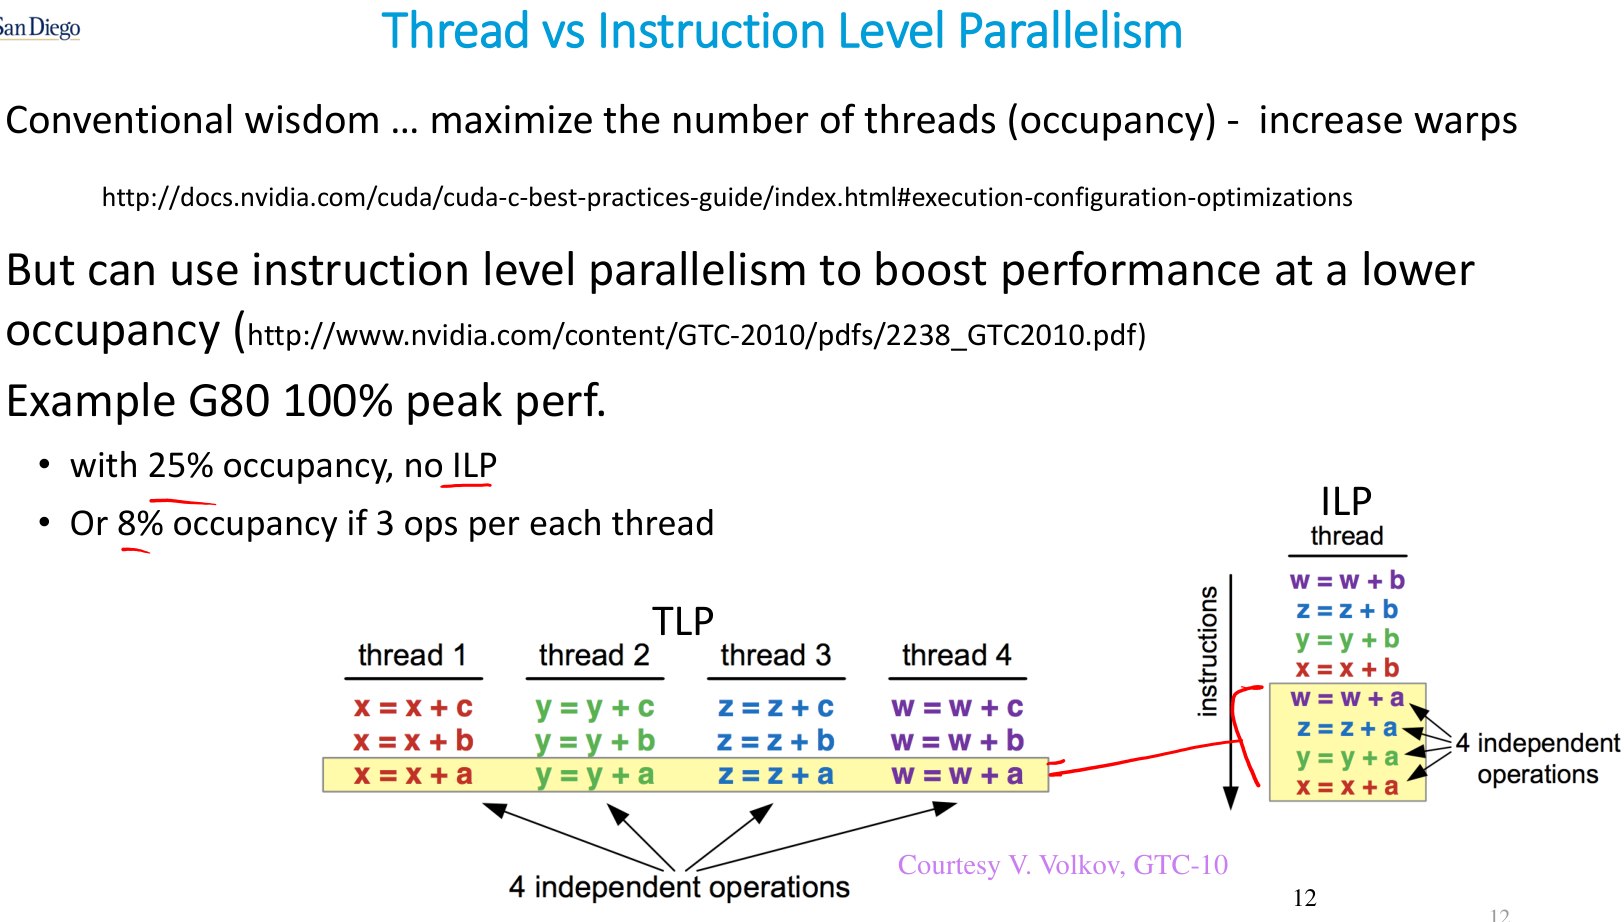 San Diego
Thread vs Instruction Level Parallelism
Conventional wisdom ... maximize the number of threads (occupancy) - increase warps
http://docs.nvidia.com/cuda/cuda-c-best-practices-guide/index.html#execution-configuration-optimizations
But can use instruction level parallelism to boost performance at a lower
occupancy (http://www.nvidia.com/content/GTC-2010/pdfs/2238_GTC2010.pdf)
Example G80 100% peak perf.
• with 25% occupancy, no ILP
• Or 8% occupancy if 3 ops per each thread
TLP
thread 1 thread 2 thread 3 thread 4
x = x + c y = y + c z = z + c w = w + c
x = x + b y = y + b z = z + b w = w + b
x = x + a y = y + a z = z + a w = w + a
4 independent operations
ILP
thread
instructions
w = w + b
z = z + b
y = y + b
x = x + b
w = w + a
z = z + a
y = y + a
x = x + a
4 independent
operations
Courtesy V. Volkov, GTC-10
12
12